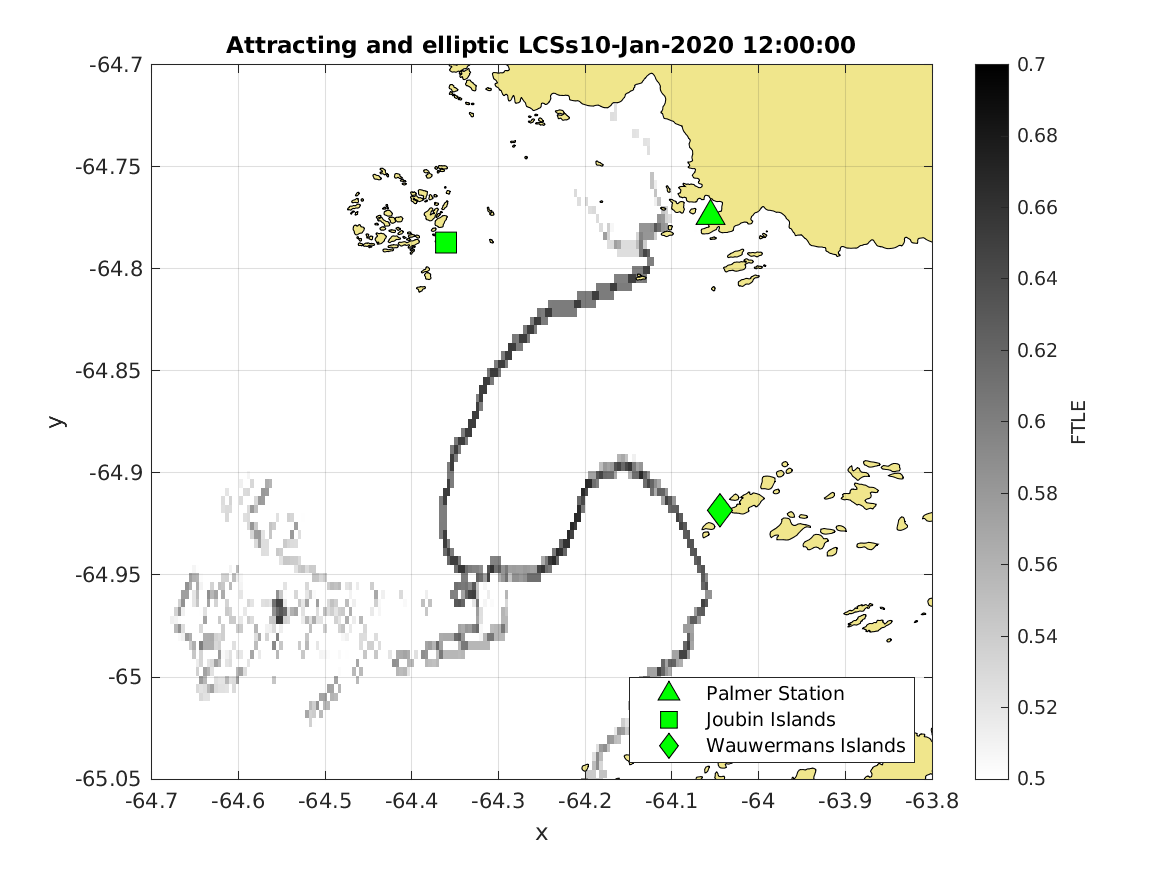 Attracting and elliptic LCSs10-Jan-2020 12:00:00
-64.7
-64.75
-64.8
-64.85
-64.9
-64.95
-65
-65.05
y
-64.7 -64.6 -64.5 -64.4 -64.3 -64.2 -64.1 -64 -63.9 -63.8
x
Palmer Station
Joubin Islands
Wauwermans Islands
0.7
0.68
0.66
0.64
0.62
0.6
0.58
0.56
0.54
0.52
0.5
FTLE